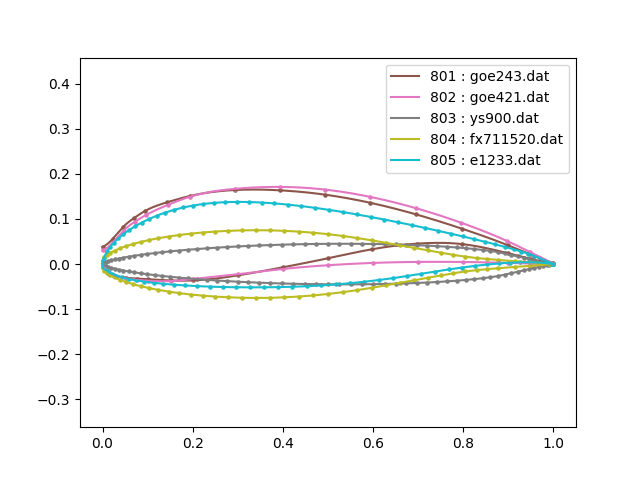 0.4
0.3
0.2
0.1
0.0
−0.1
−0.2
−0.3
0.0 0.2 0.4 0.6 0.8 1.0
801 : goe243.dat
802 : goe421.dat
803 : ys900.dat
804 : fx711520.dat
805 : e1233.dat